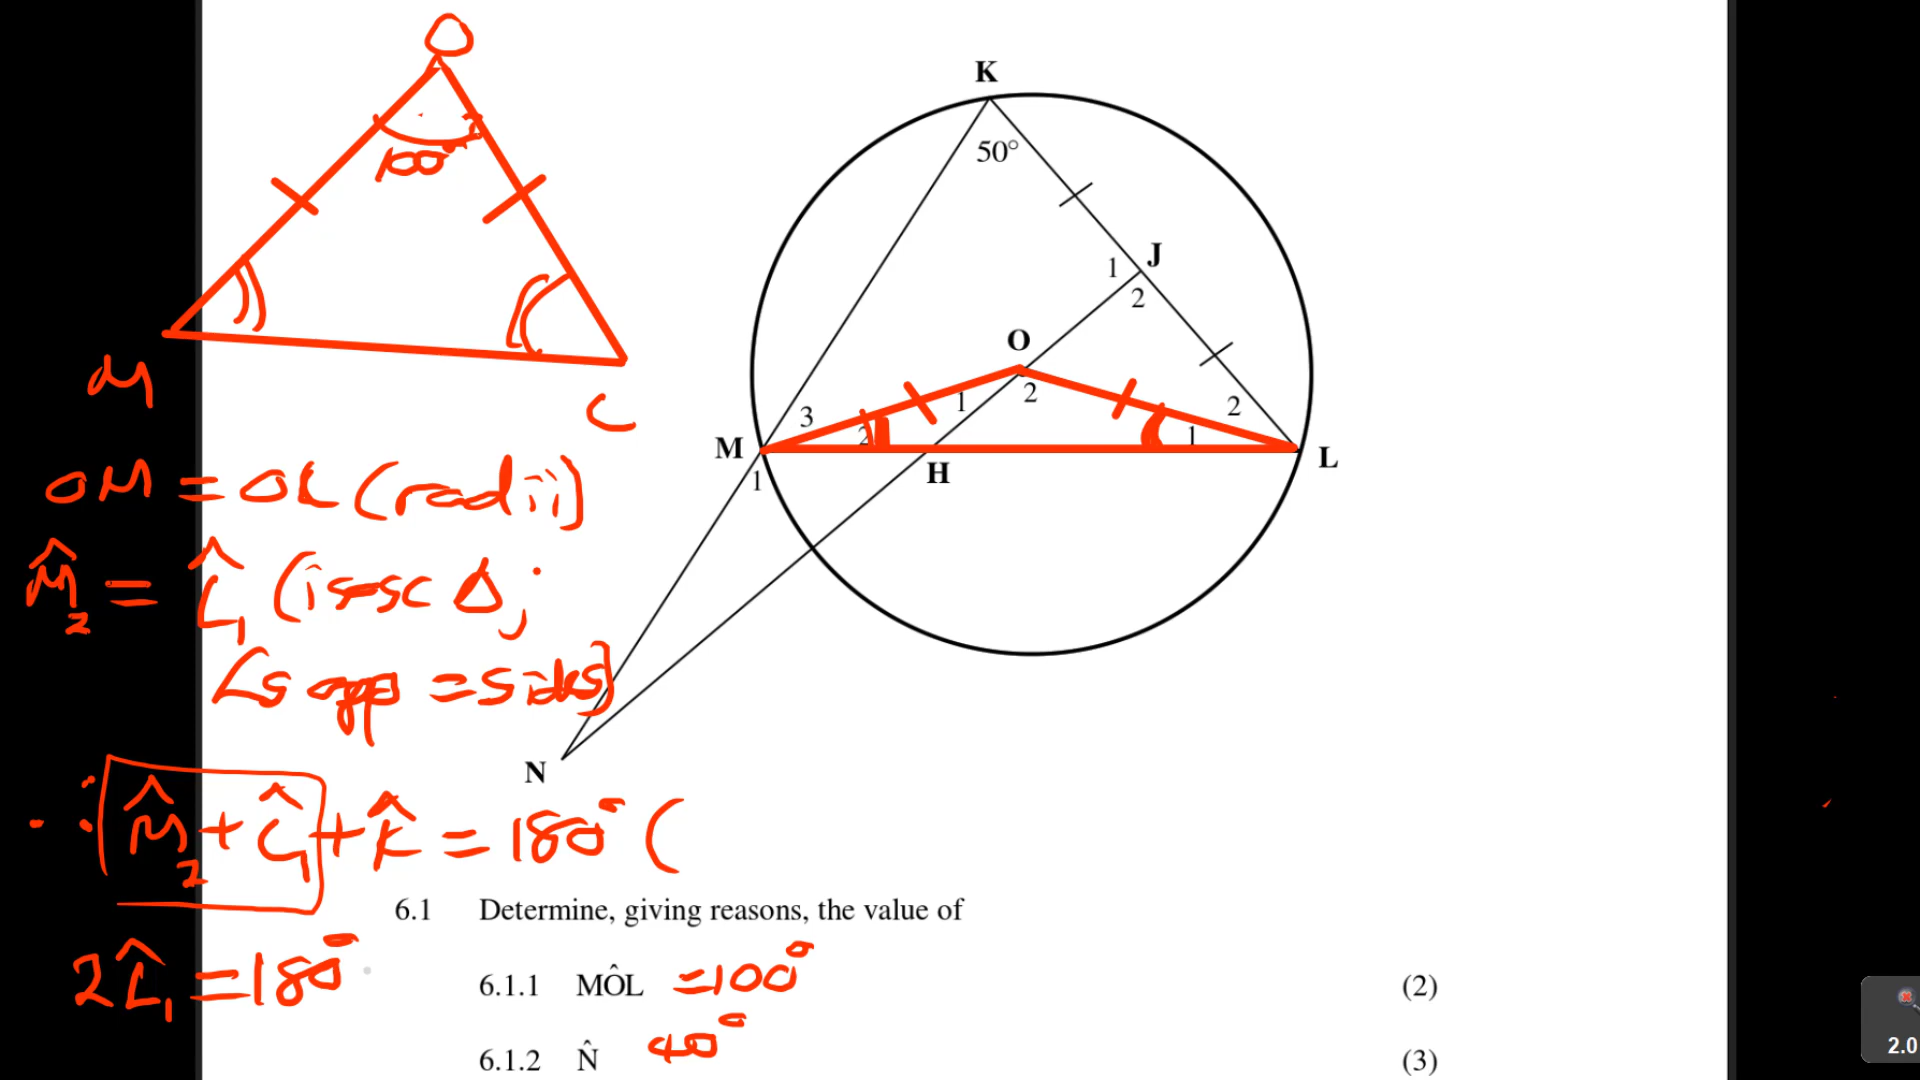 O
100°
M
L
OM = OL (radii)
M̂₂ = L̂₁ (isosc Δ;
∠s opp = sides)
∴ M̂₂ + L̂₁ + K̂ = 180° (
2L̂₁ = 180°
K
50°
J
1
2
O
1
2
3
2
1
2
M
1
H
L
N
6.1 Determine, giving reasons, the value of
6.1.1 MÔL = 100° (2)
6.1.2 N̂ 40° (3)
2.0